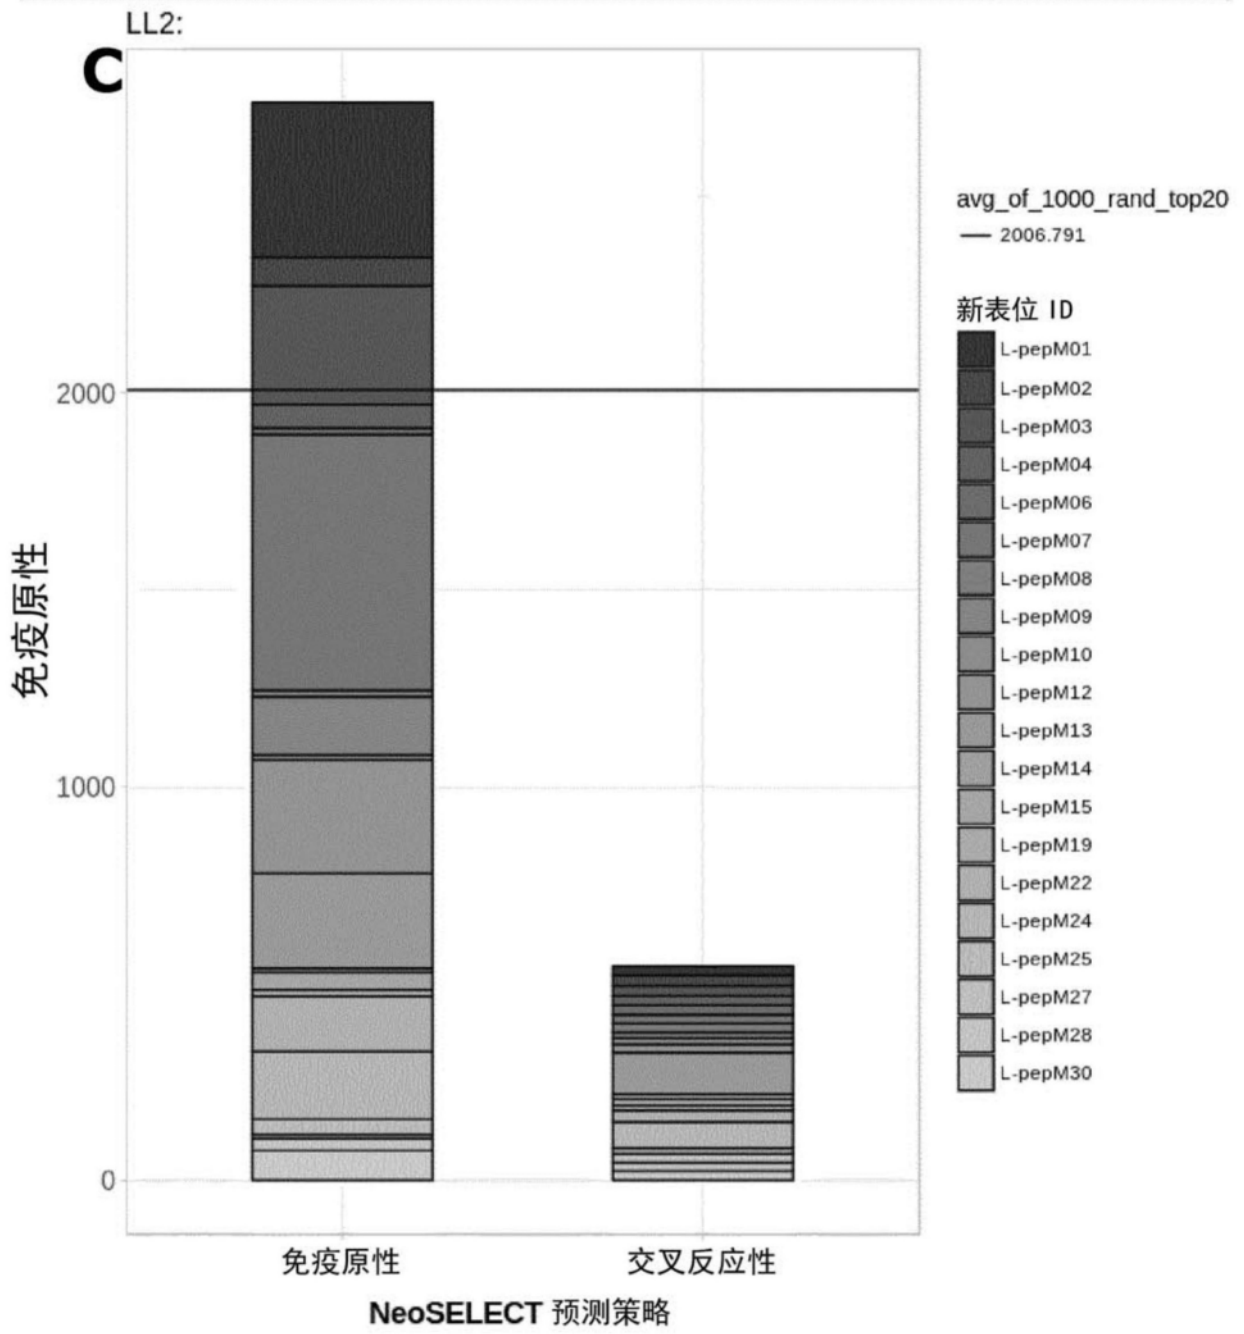 LL2:
C
免疫原性
2000
1000
0
免疫原性
交叉反应性
NeoSELECT 预测策略
avg_of_1000_rand_top20
2006.791
新表位 ID
L-pepM01
L-pepM02
L-pepM03
L-pepM04
L-pepM06
L-pepM07
L-pepM08
L-pepM09
L-pepM10
L-pepM12
L-pepM13
L-pepM14
L-pepM15
L-pepM19
L-pepM22
L-pepM24
L-pepM25
L-pepM27
L-pepM28
L-pepM30